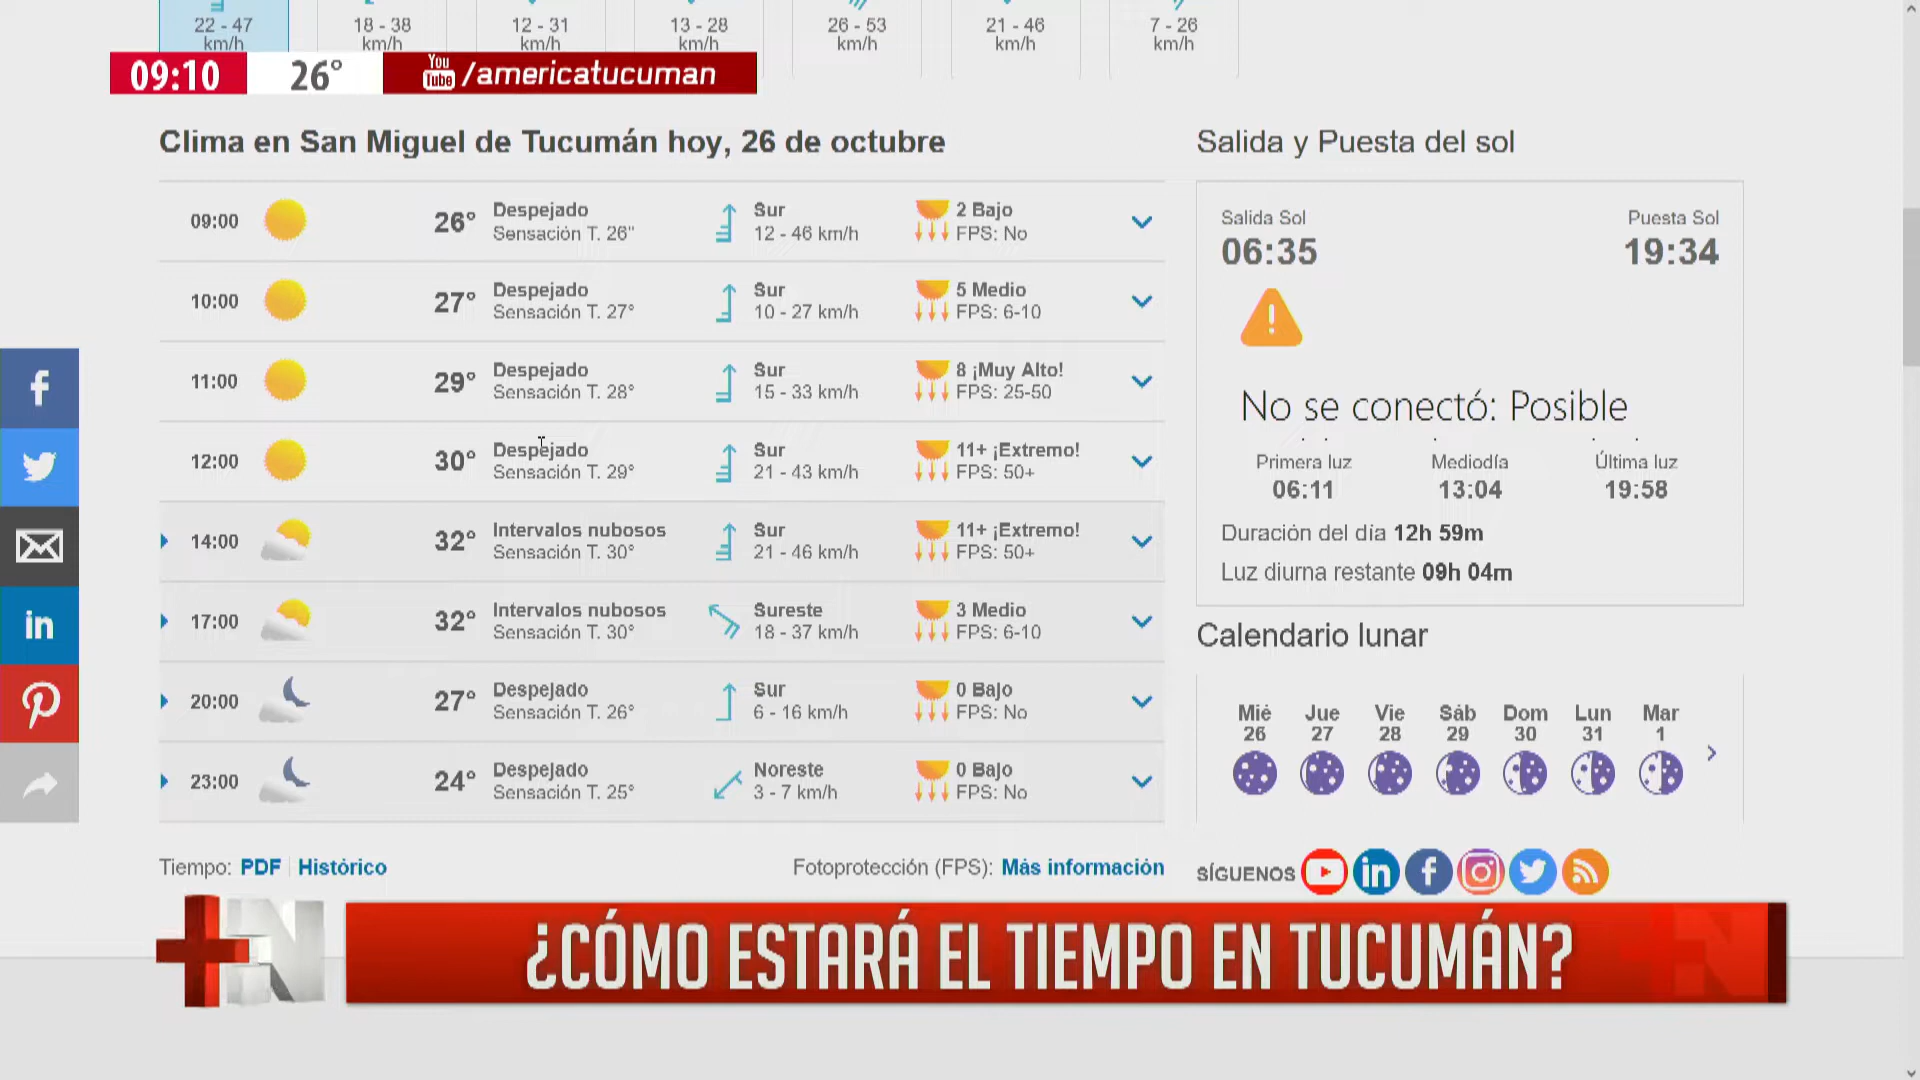 22 - 47
km/h
18 - 38
km/h
12 - 31
km/h
13 - 28
km/h
26 - 53
km/h
21 - 46
km/h
7 - 26
km/h
09:10
26°
You Tube /americatucuman
Clima en San Miguel de Tucumán hoy, 26 de octubre
09:00
26°
Despejado
Sensación T. 26°
Sur
12 - 46 km/h
2 Bajo
FPS: No
10:00
27°
Despejado
Sensación T. 27°
Sur
10 - 27 km/h
5 Medio
FPS: 6-10
11:00
29°
Despejado
Sensación T. 28°
Sur
15 - 33 km/h
8 ¡Muy Alto!
FPS: 25-50
12:00
30°
Despejado
Sensación T. 29°
Sur
21 - 43 km/h
11+ ¡Extremo!
FPS: 50+
14:00
32°
Intervalos nubosos
Sensación T. 30°
Sur
21 - 46 km/h
11+ ¡Extremo!
FPS: 50+
17:00
32°
Intervalos nubosos
Sensación T. 30°
Sureste
18 - 37 km/h
3 Medio
FPS: 6-10
20:00
27°
Despejado
Sensación T. 26°
Sur
6 - 16 km/h
0 Bajo
FPS: No
23:00
24°
Despejado
Sensación T. 25°
Noreste
3 - 7 km/h
0 Bajo
FPS: No
Tiempo: PDF Histórico
Fotoprotección (FPS): Más información
Salida y Puesta del sol
Salida Sol
06:35
Puesta Sol
19:34
No se conectó: Posible
Primera luz
06:11
Mediodía
13:04
Última luz
19:58
Duración del día 12h 59m
Luz diurna restante 09h 04m
Calendario lunar
Mié
26
Jue
27
Vie
28
Sáb
29
Dom
30
Lun
31
Mar
1
SÍGUENOS
+N
¿CÓMO ESTARÁ EL TIEMPO EN TUCUMÁN?